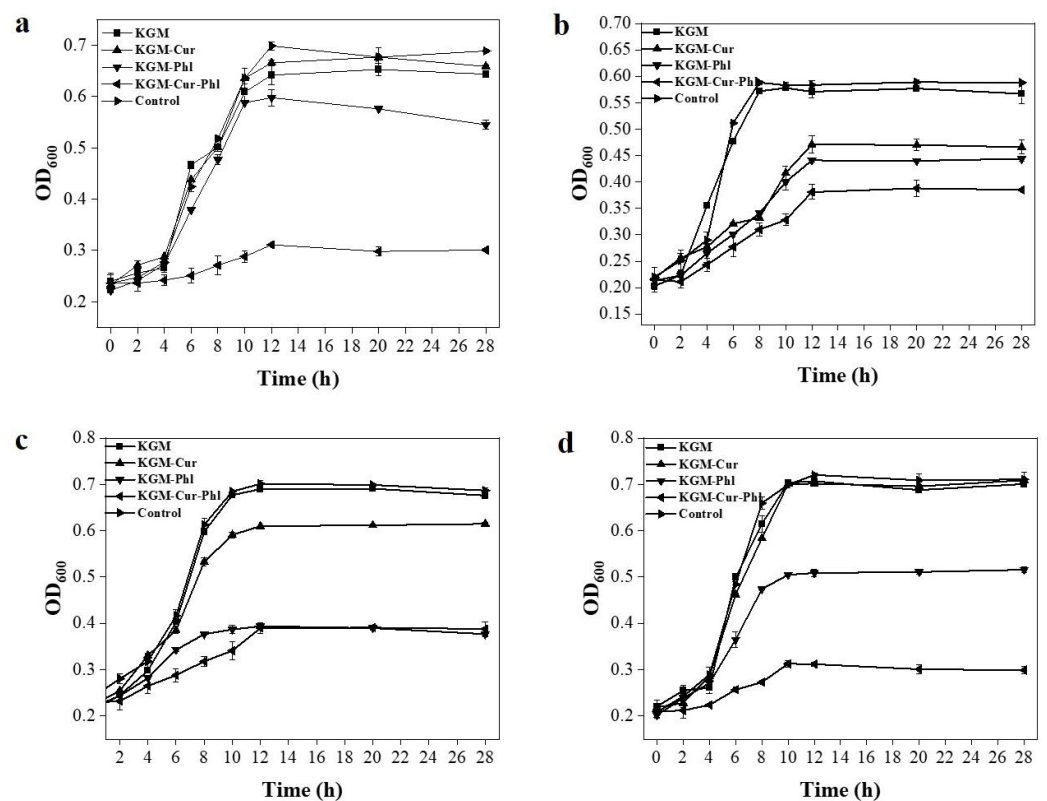 a
0.7
0.6
0.5
0.4
0.3
0.2
OD600
KGM
KGM-Cur
KGM-Phl
KGM-Cur-Phl
Control
0 2 4 6 8 10 12 14 16 18 20 22 24 26 28
Time (h)
b
0.70
0.65
0.60
0.55
0.50
0.45
0.40
0.35
0.30
0.25
0.20
0.15
OD600
KGM
KGM-Cur
KGM-Phl
KGM-Cur-Phl
Control
0 2 4 6 8 10 12 14 16 18 20 22 24 26 28
Time (h)
c
0.8
0.7
0.6
0.5
0.4
0.3
0.2
OD600
KGM
KGM-Cur
KGM-Phl
KGM-Cur-Phl
Control
2 4 6 8 10 12 14 16 18 20 22 24 26 28
Time (h)
d
0.8
0.7
0.6
0.5
0.4
0.3
0.2
OD600
KGM
KGM-Cur
KGM-Phl
KGM-Cur-Phl
Control
0 2 4 6 8 10 12 14 16 18 20 22 24 26 28
Time (h)